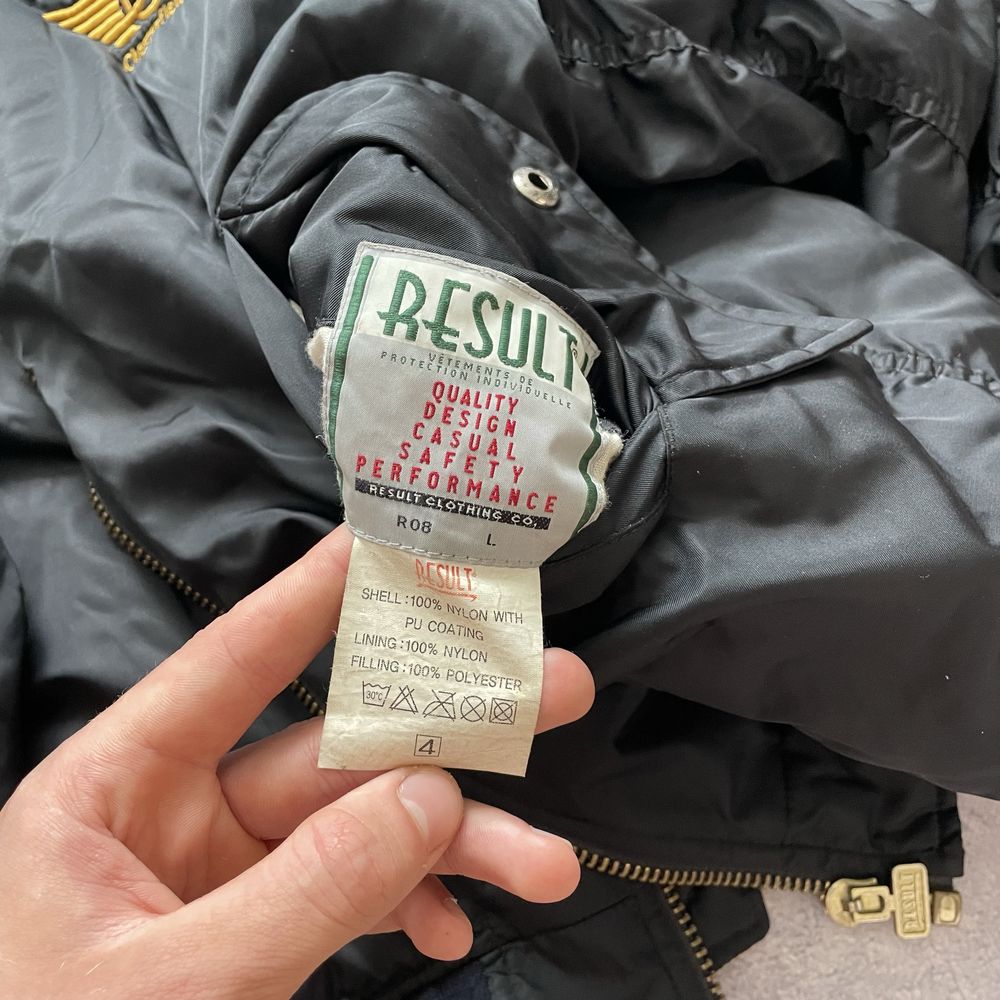 RESULT
VÊTEMENTS DE
PROTECTION INDIVIDUELLE
QUALITY
DESIGN
CASUAL
SAFETY
PERFORMANCE
RESULT CLOTHING CO.
R08 L
RESULT
SHELL:100% NYLON WITH
PU COATING
LINING:100% NYLON
FILLING:100% POLYESTER
30°C
4
RESULT